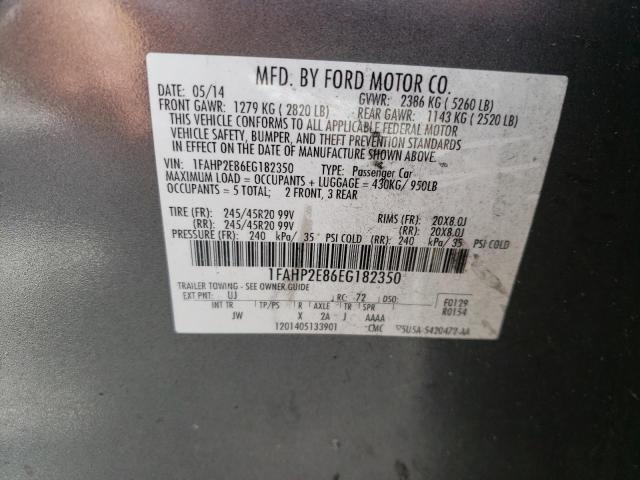 MFD. BY FORD MOTOR CO.
DATE: 05/14 GVWR: 2386 KG ( 5260 LB)
FRONT GAWR: 1279 KG ( 2820 LB) REAR GAWR: 1143 KG ( 2520 LB)
THIS VEHICLE CONFORMS TO ALL APPLICABLE FEDERAL MOTOR
VEHICLE SAFETY, BUMPER, AND THEFT PREVENTION STANDARDS
IN EFFECT ON THE DATE OF MANUFACTURE SHOWN ABOVE.
VIN: 1FAHP2E86EG182350 TYPE: Passenger Car
MAXIMUM LOAD = OCCUPANTS + LUGGAGE = 430KG/ 950LB
OCCUPANTS = 5 TOTAL; 2 FRONT, 3 REAR
TIRE (FR): 245/45R20 99V RIMS (FR): 20X8.0J
(RR): 245/45R20 99V (RR): 20X8.0J
PRESSURE (FR): 240 kPa/ 35 PSI COLD (RR): 240 kPa/ 35 PSI COLD
1FAHP2E86EG182350
TRAILER TOWING - SEE OWNER GUIDE
EXT PNT: UJ RC: 72 DSO: F0129
INT TR TP/PS R AXLE TR SPR R0154
JW X 2A J AAAA
1201405133901 CMC